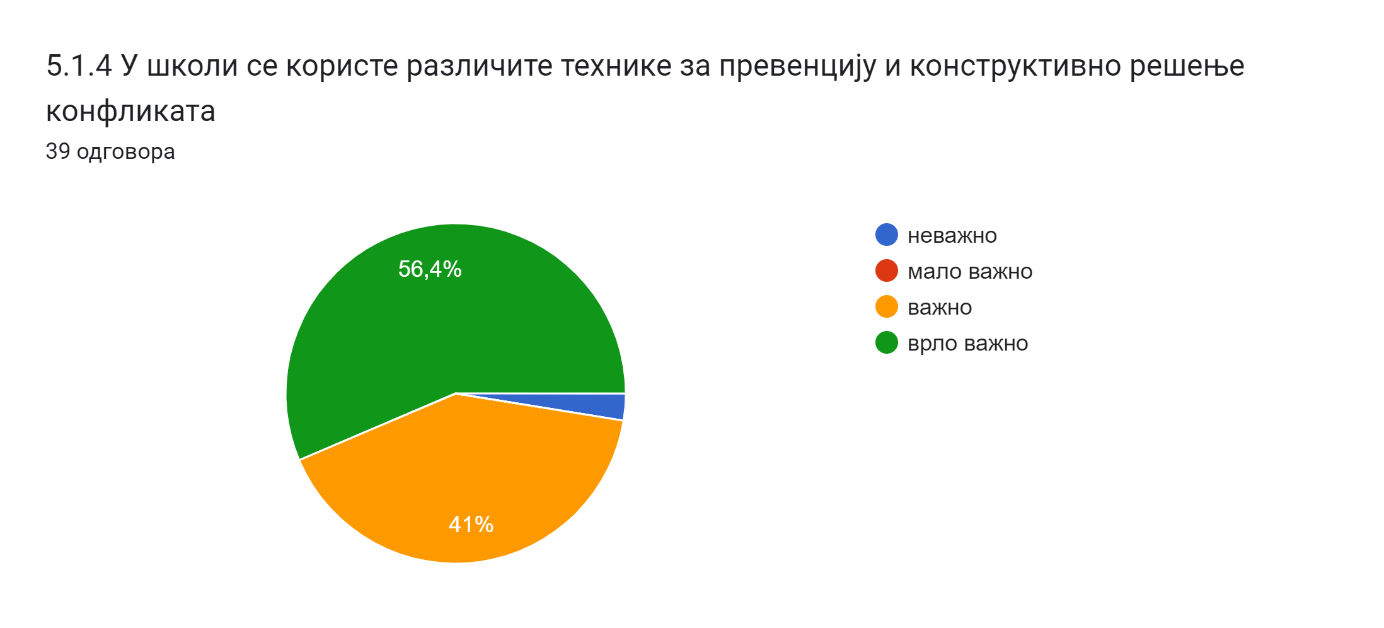 5.1.4 У школи се користе различите технике за превенцију и конструктивно решење
конфликата
39 одговора
56,4%
41%
неважно
мало важно
важно
врло важно